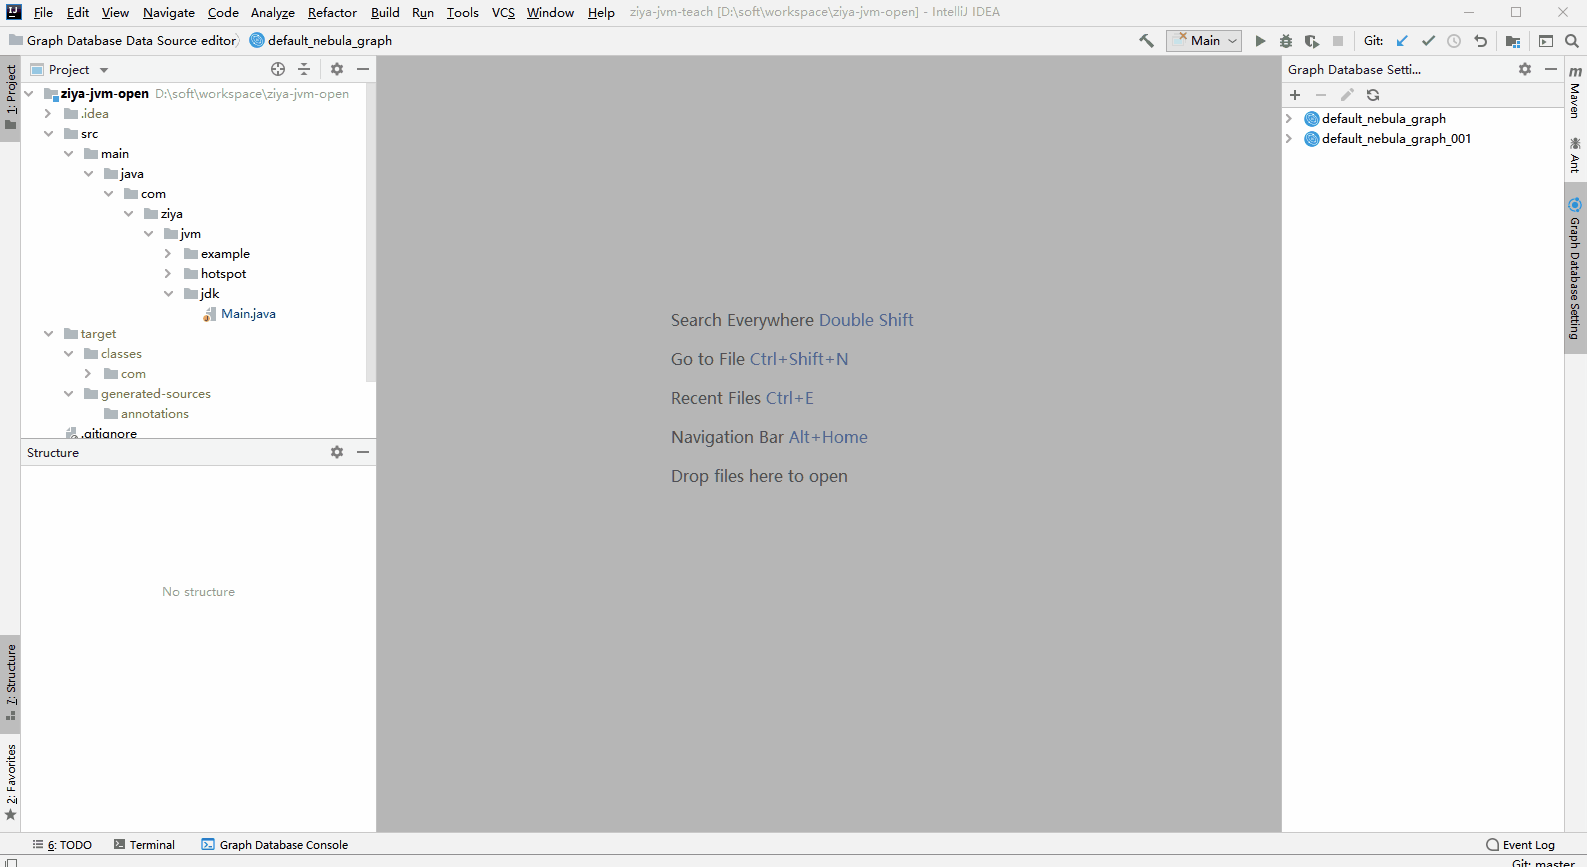 File Edit View Navigate Code Analyze Refactor Build Run Tools VCS Window Help ziya-jvm-teach [D:\soft\workspace\ziya-jvm-open] - IntelliJ IDEA
Graph Database Data Source editor default_nebula_graph Main Git:
1: Project
Project
ziya-jvm-open D:\soft\workspace\ziya-jvm-open
.idea
src
main
java
com
ziya
jvm
example
hotspot
jdk
Main.java
target
classes
com
generated-sources
annotations
.gitignore
Structure
No structure
7: Structure
2: Favorites
Search Everywhere Double Shift
Go to File Ctrl+Shift+N
Recent Files Ctrl+E
Navigation Bar Alt+Home
Drop files here to open
Graph Database Setti...
default_nebula_graph
default_nebula_graph_001
m Maven
Ant
Graph Database Setting
6: TODO Terminal Graph Database Console Event Log
Git: master